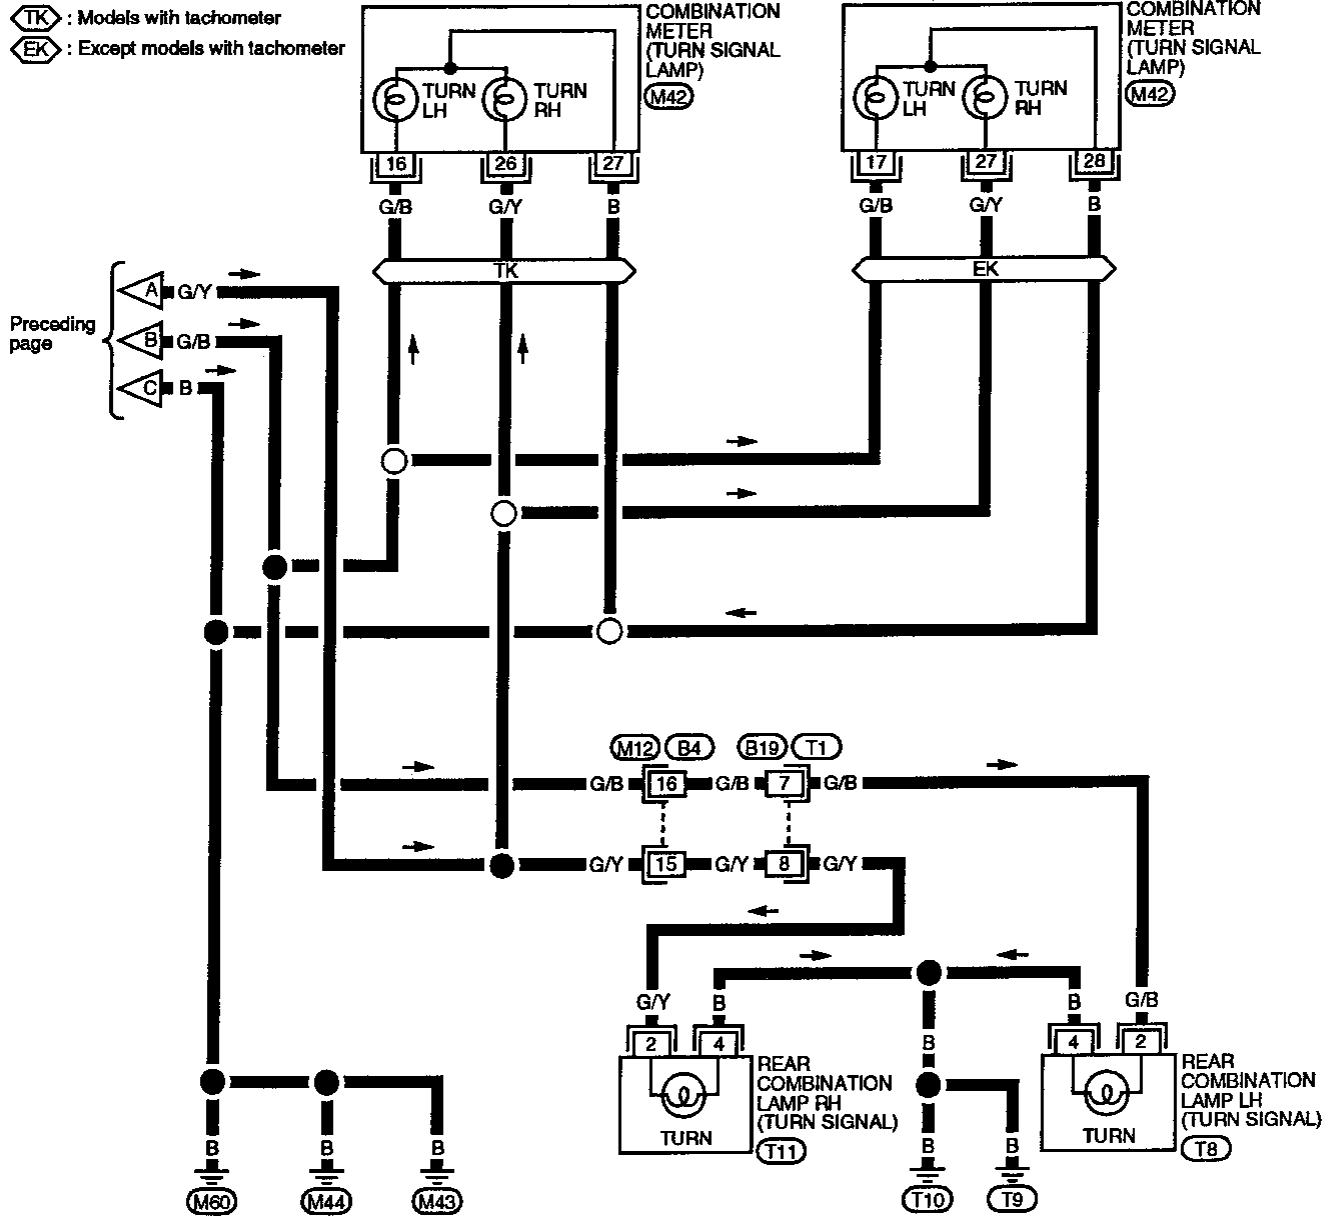 TK : Models with tachometer
EK : Except models with tachometer
COMBINATION
METER
(TURN SIGNAL
LAMP)
M42
TURN
LH
TURN
RH
16
26
27
G/B
G/Y
B
TK
COMBINATION
METER
(TURN SIGNAL
LAMP)
M42
TURN
LH
TURN
RH
17
27
28
G/B
G/Y
B
EK
Preceding
page
A
G/Y
B
G/B
C
B
M12
B4
B19
T1
G/B
16
G/B
7
G/B
G/Y
15
G/Y
8
G/Y
G/Y
B
B
G/B
2
4
B
4
2
REAR
COMBINATION
LAMP RH
(TURN SIGNAL)
T11
TURN
REAR
COMBINATION
LAMP LH
(TURN SIGNAL)
T8
TURN
B
B
B
B
B
M60
M44
M43
T10
T9